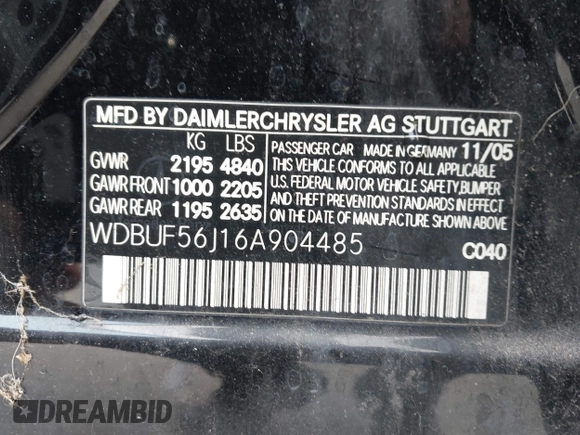 MFD BY DAIMLERCHRYSLER AG STUTTGART
KG LBS
GVWR 2195 4840
GAWR FRONT 1000 2205
GAWR REAR 1195 2635
PASSENGER CAR MADE IN GERMANY 11/05
THIS VEHICLE CONFORMS TO ALL APPLICABLE
U.S. FEDERAL MOTOR VEHICLE SAFETY, BUMPER
AND THEFT PREVENTION STANDARDS IN EFFECT
ON THE DATE OF MANUFACTURE SHOWN ABOVE.
WDBUF56J16A904485 C040
DREAMBID